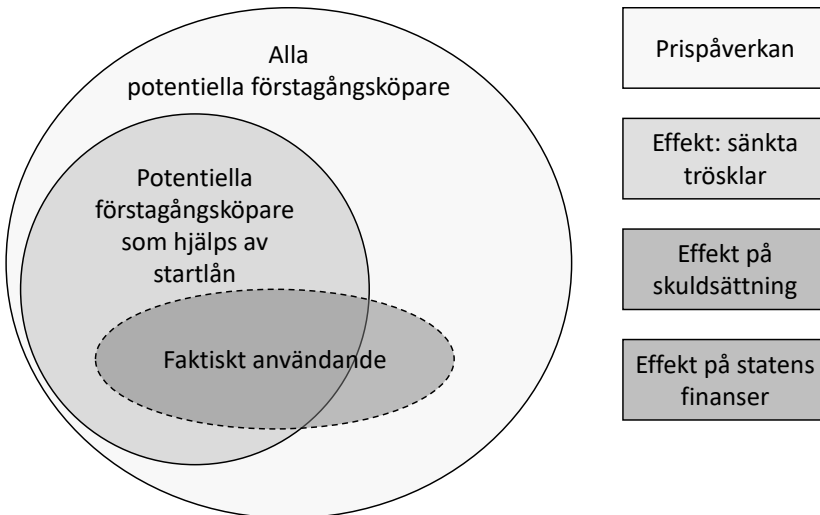 Alla
potentiella förstagångsköpare
Potentiella
förstagångsköpare
som hjälps av
startlån
Faktiskt användande
Prispåverkan
Effekt: sänkta
trösklar
Effekt på
skuldsättning
Effekt på statens
finanser